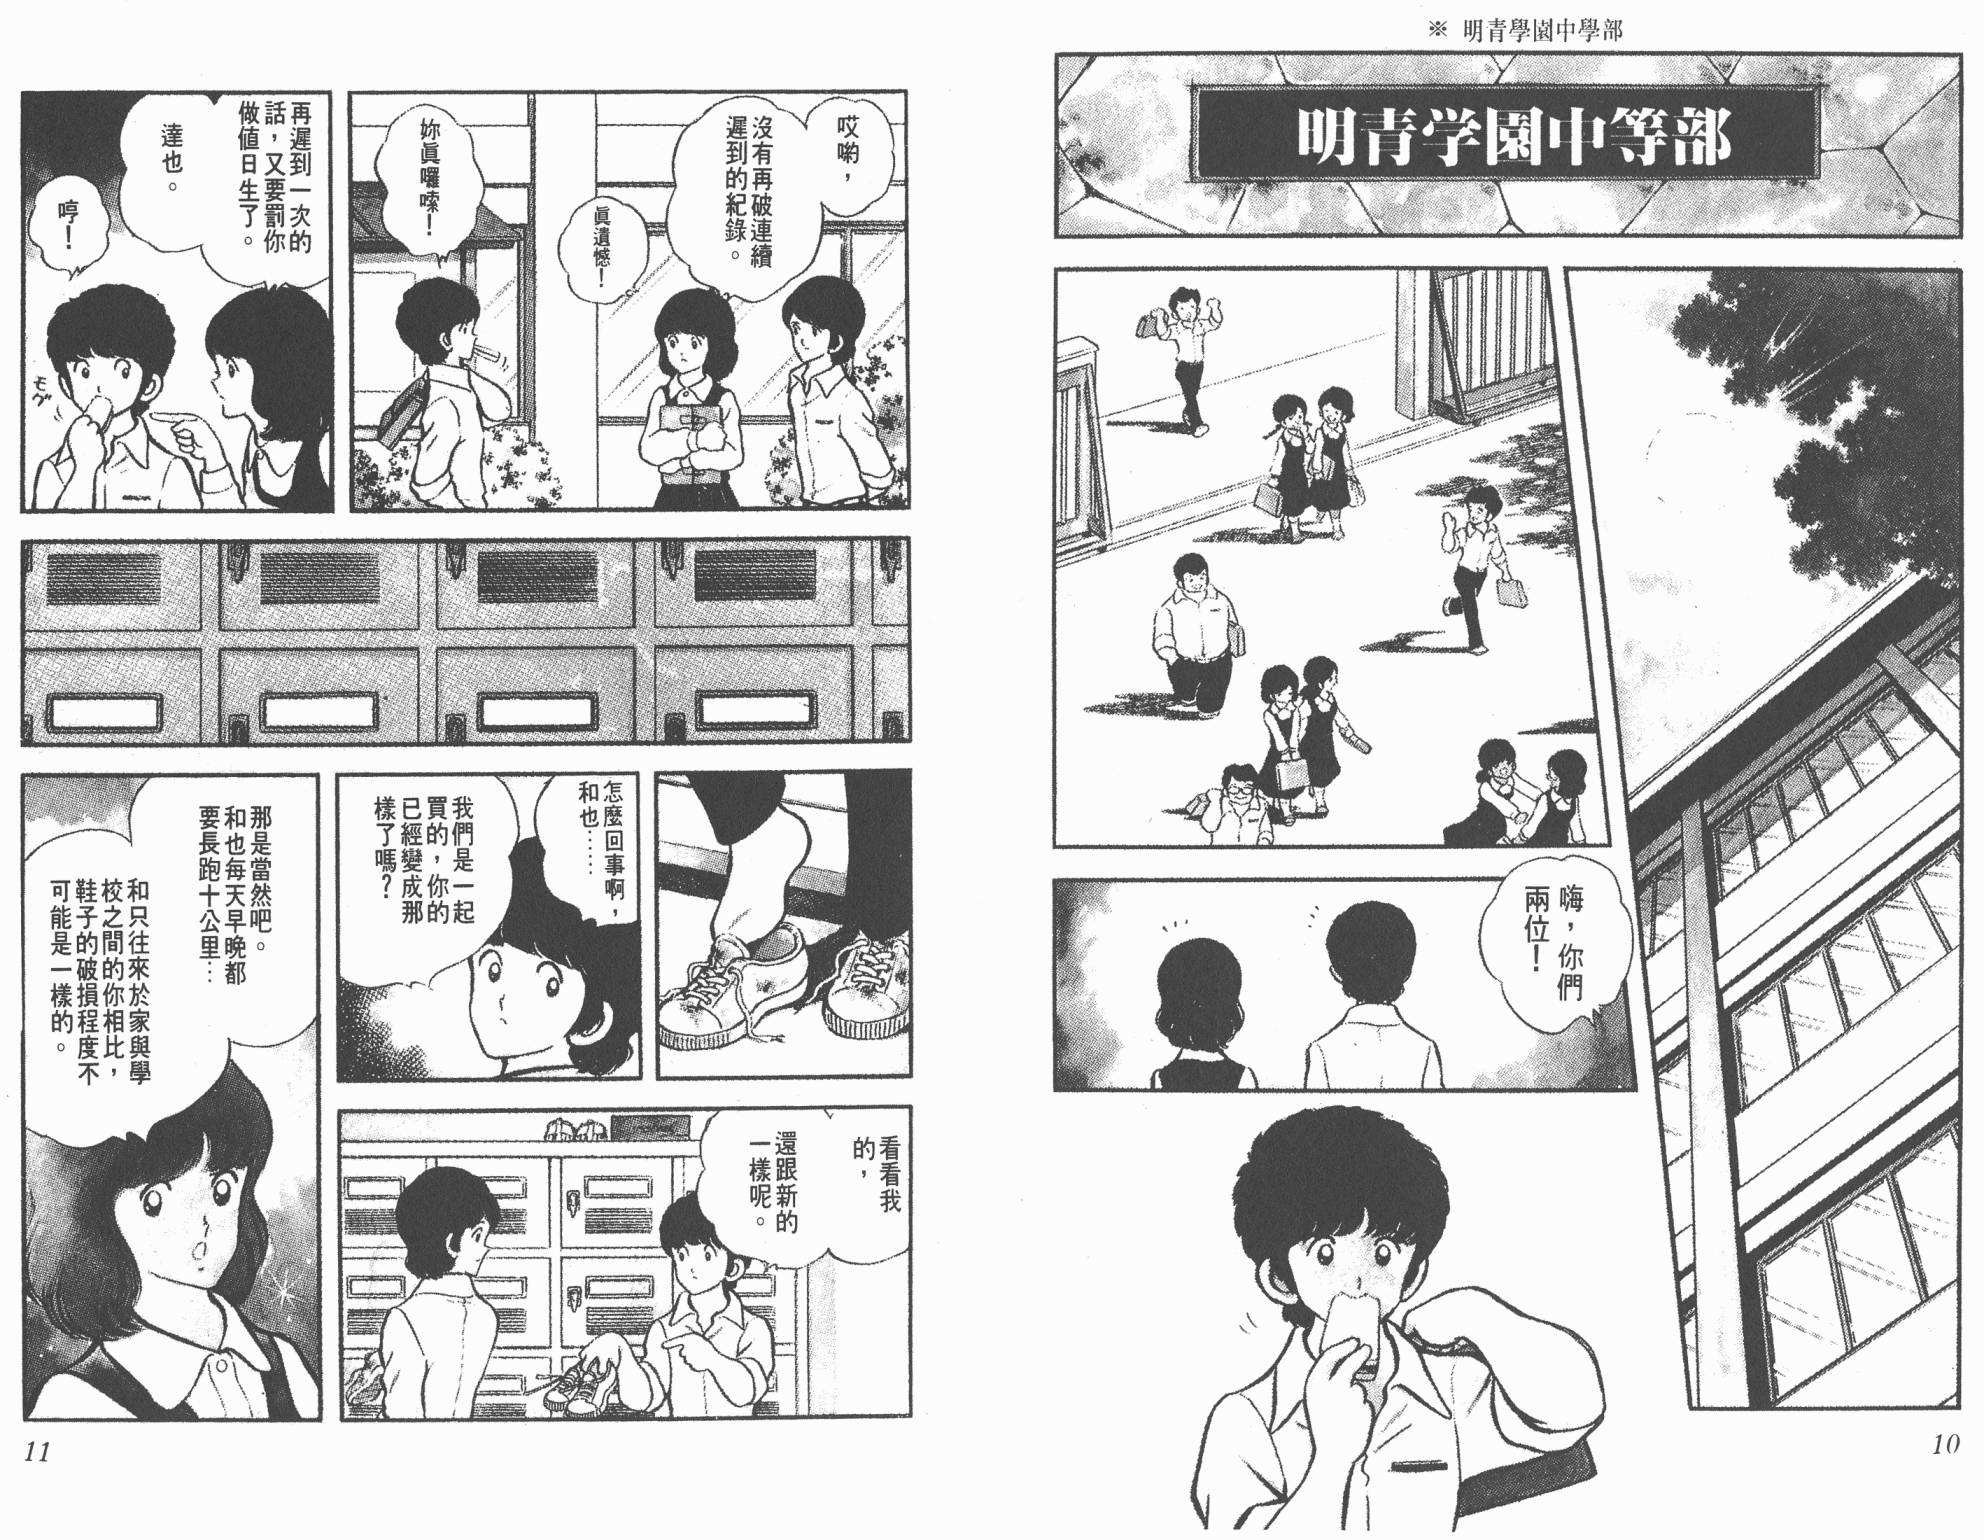 ※ 明青學園中學部
明青学園中等部
嗨，你們
兩位！
10
哎喲，
沒有再破連續
遲到的紀錄。
眞遺憾！
妳眞囉嗦！
再遲到一次的
話，又要罰你
做値日生了。
達也。
哼！
モグ
怎麼回事啊，
和也……
我們是一起
買的，你的
已經變成那
樣了嗎？
看看我
的，
還跟新的
一樣呢。
那是當然吧。
和也每天早晚都
要長跑十公里…
和只往來於家與學
校之間的你相比，
鞋子的破損程度不
可能是一樣的。
11